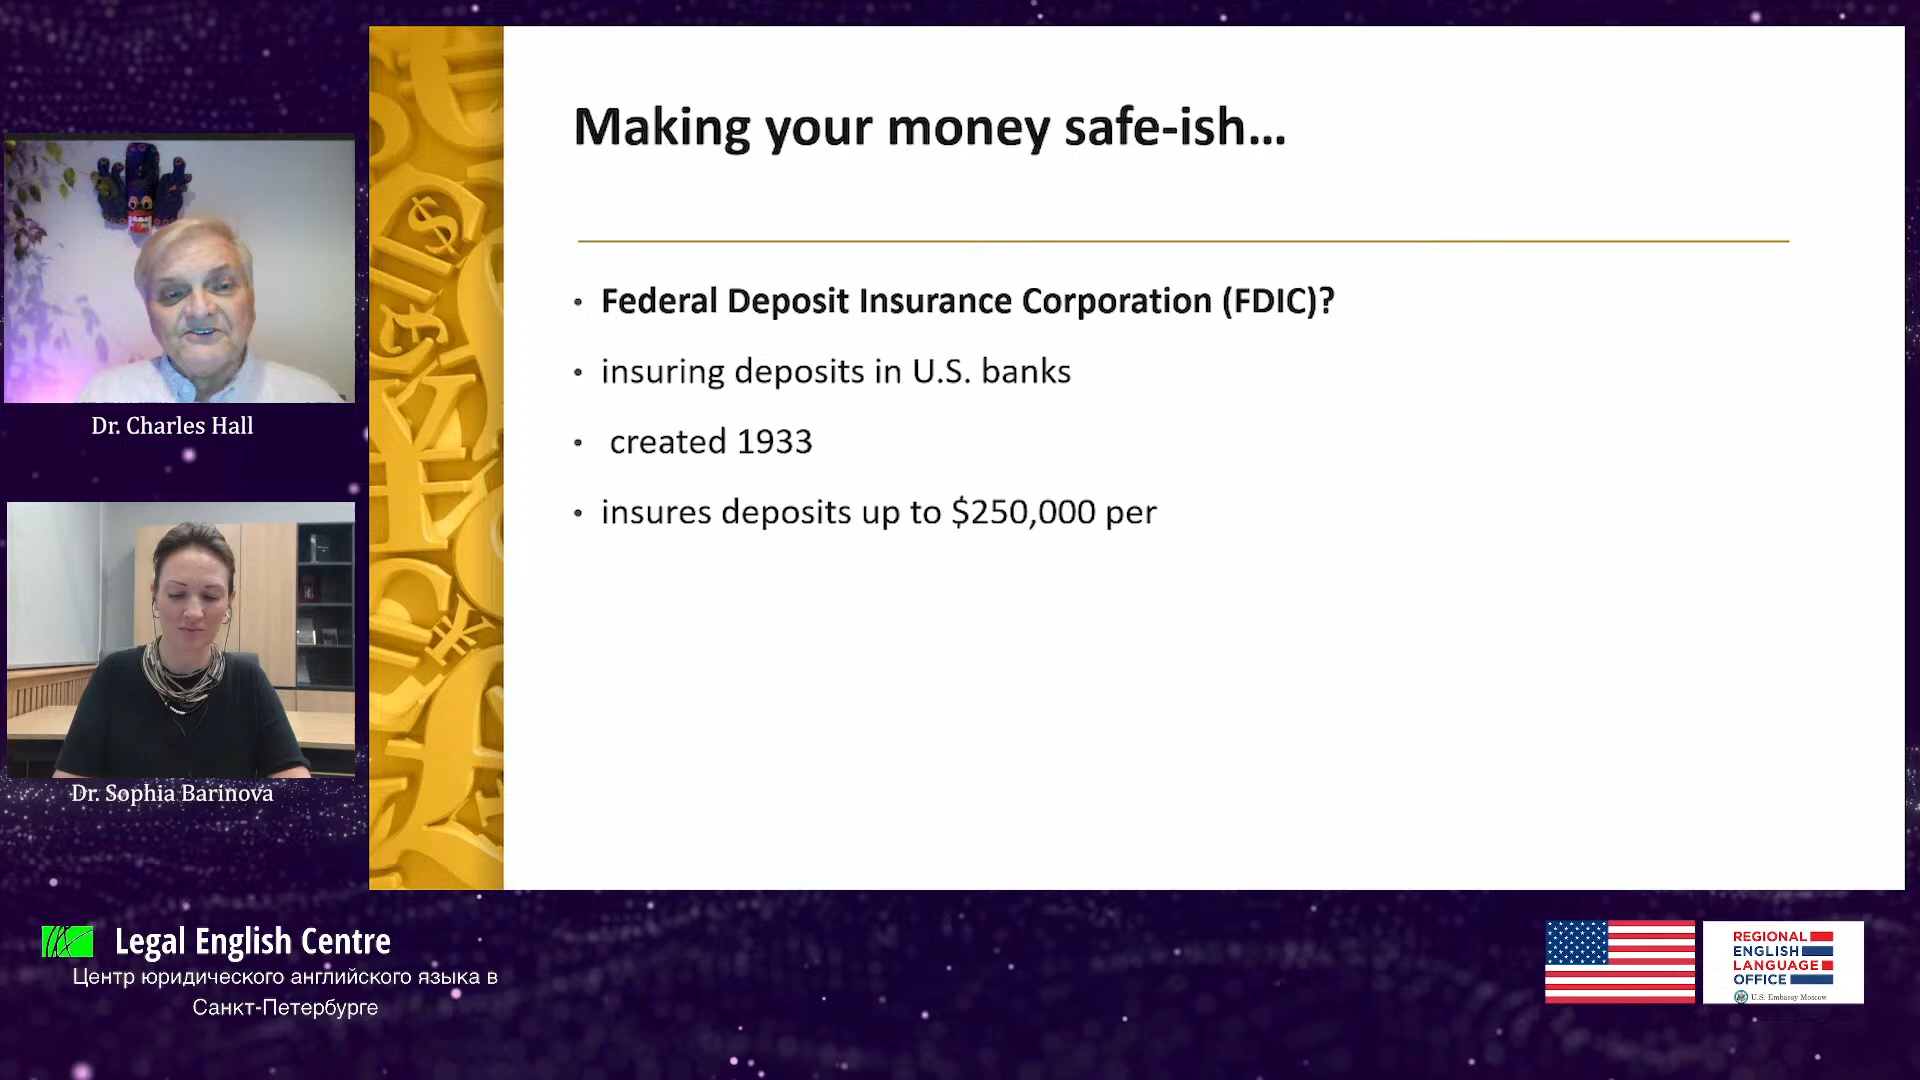 Making your money safe-ish...
• Federal Deposit Insurance Corporation (FDIC)?
• insuring deposits in U.S. banks
• created 1933
• insures deposits up to $250,000 per
Dr. Charles Hall
Dr. Sophia Barinova
Legal English Centre
Центр юридического английского языка в
Санкт-Петербурге
REGIONAL
ENGLISH
LANGUAGE
OFFICE
U.S. Embassy Moscow